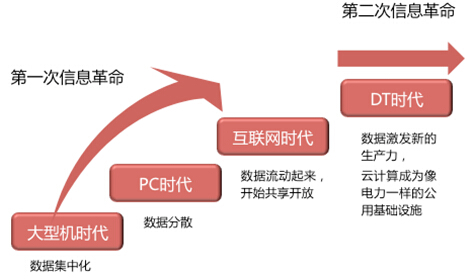 第二次信息革命
第一次信息革命
DT时代
数据激发新的
生产力，
云计算成为像
电力一样的公
用基础设施
互联网时代
数据流动起来，
开始共享开放
PC时代
数据分散
大型机时代
数据集中化